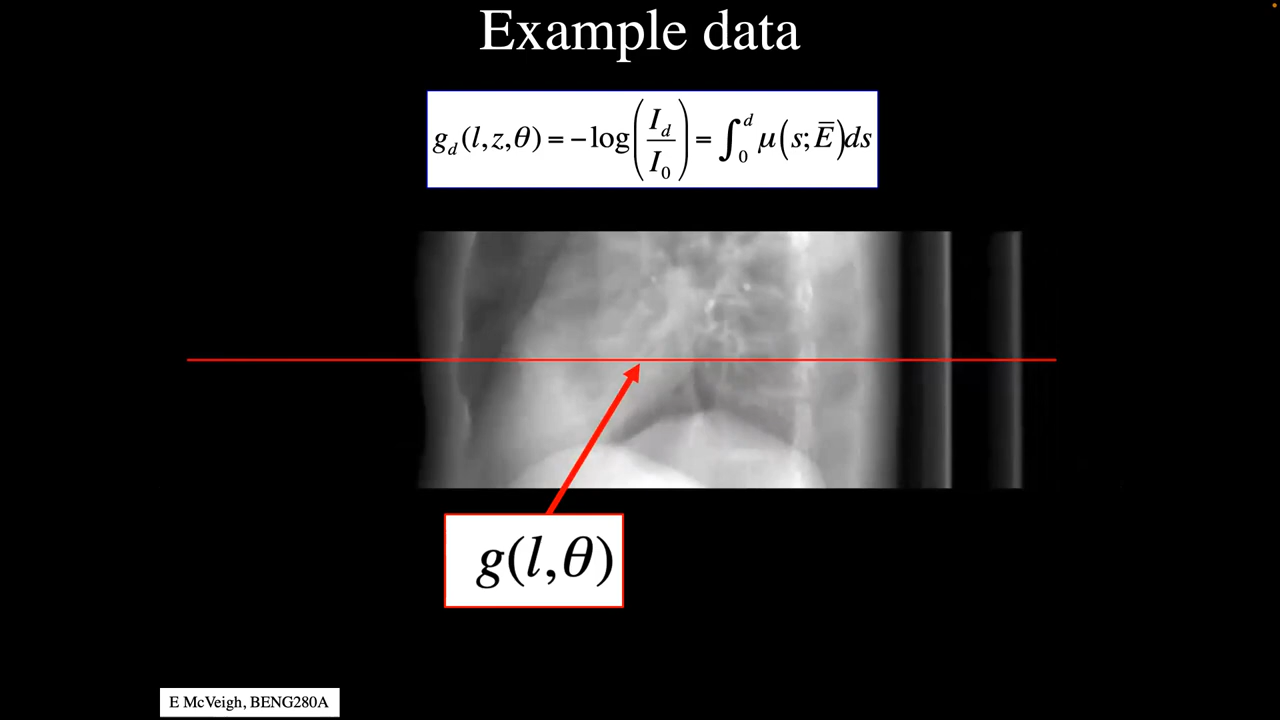 Example data
g_d(l,z,θ) = −log(I_d/I_0) = ∫_0^d μ(s;E̅)ds
g(l,θ)
E McVeigh, BENG280A